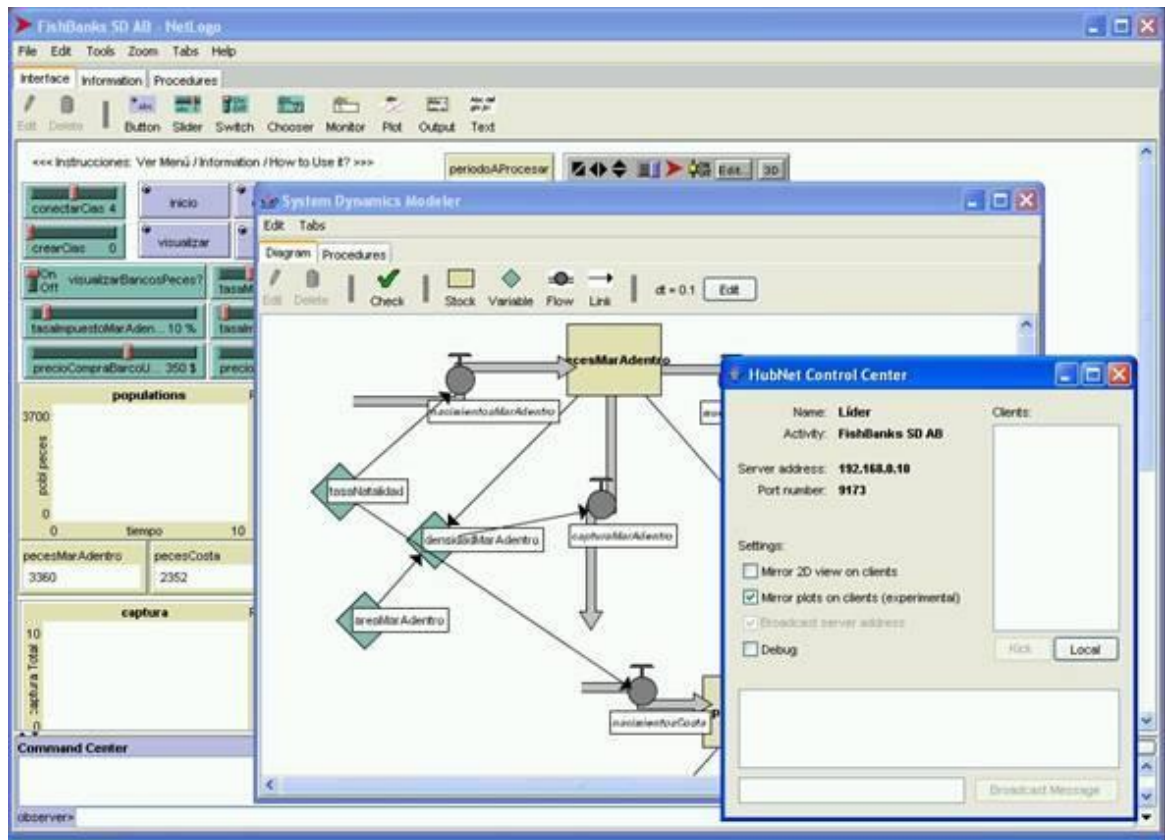 FishBanks SD AB - NetLogo
File Edit Tools Zoom Tabs Help
Interface Information Procedures
Edit Delete Button Slider Switch Chooser Monitor Plot Output Text
<<< Instrucciones: Ver Menú / Information / How to Use It? >>>
periodoAProcesar
Edit... 3D
conectarCias 4
inicio
crearCias 0
visualizar
On
Off
visualizarBancosPeces?
tasaImpuestoMarAden... 10 %
precioCompraBarcoU... 350 $
precio
populations
3700
pobl peces
0
0 tiempo 10
pecesMarAdentro
3360
pecesCosta
2352
captura
10
captura Total
0
Command Center
observer>
System Dynamics Modeler
Edit Tabs
Diagram Procedures
Edit Delete Check Stock Variable Flow Link dt = 0.1 Edit
pecesMarAdentro
nacimientosMarAdentro
tasaNatalidad
densidadMarAdentro
capturaMarAdentro
areaMarAdentro
nacimientosCosta
HubNet Control Center
Name: Líder
Activity: FishBanks SD AB
Server address: 192.168.0.10
Port number: 9173
Clients:
Settings:
Mirror 2D view on clients
Mirror plots on clients (experimental)
Broadcast server address
Debug
Kick Local
Broadcast Message